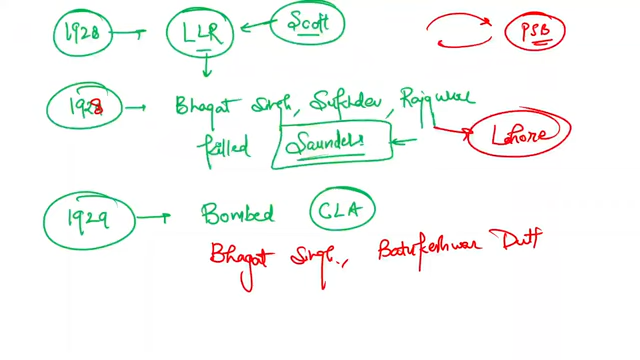 1928 → LLR ← Scott PSB
1928 → Bhagat Singh, Sukhdev, Rajguru
killed Saunders ← Lahore
1929 → Bombed CLA
Bhagat Singh, Batukeshwar Dutt